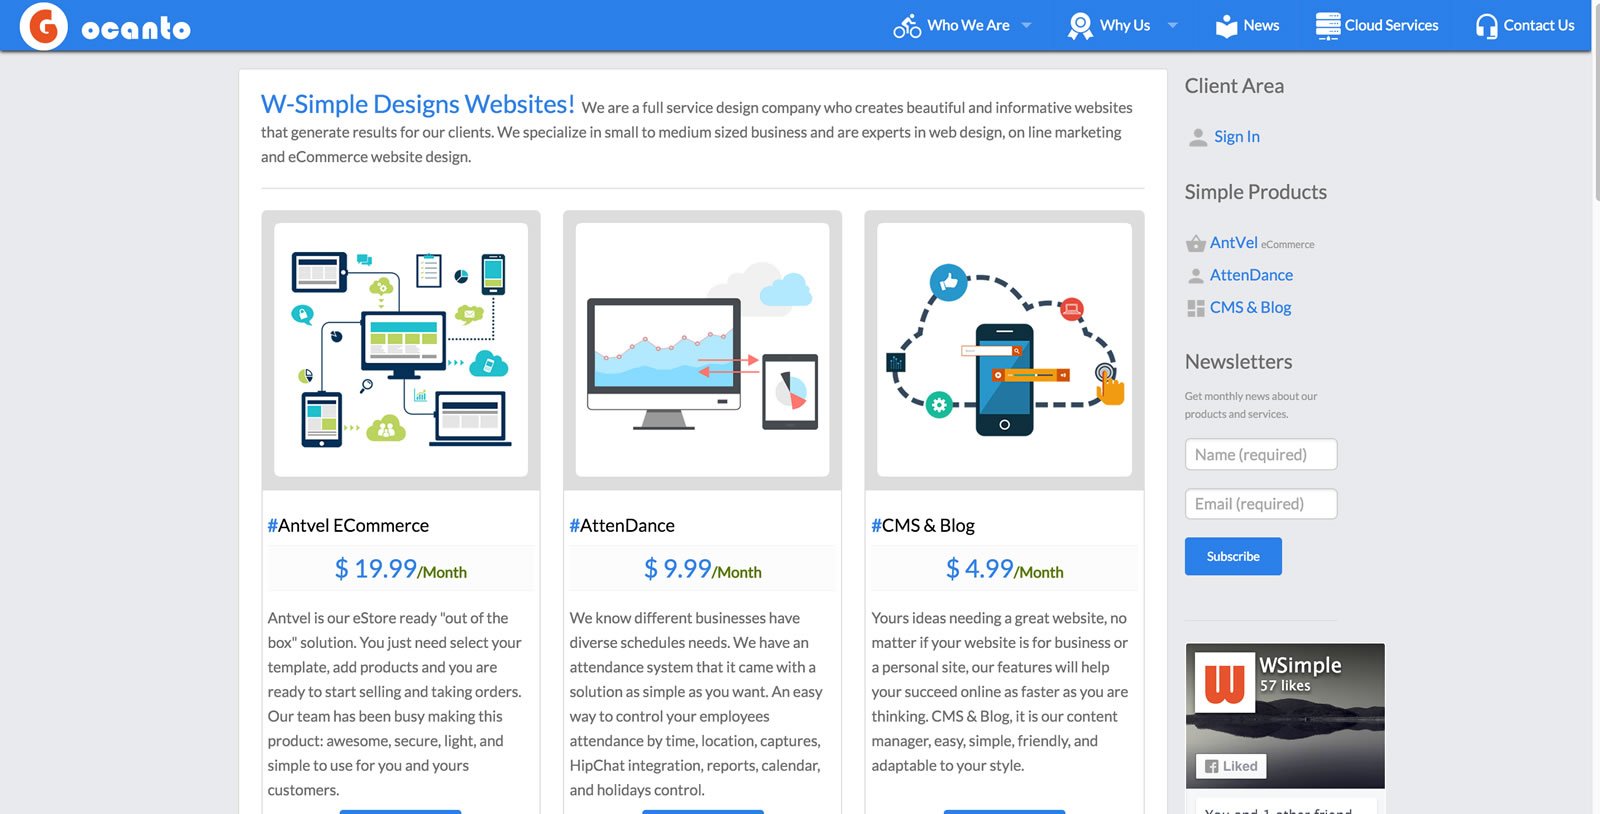 G ocanto
Who We Are
Why Us
News
Cloud Services
Contact Us
W-Simple Designs Websites! We are a full service design company who creates beautiful and informative websites
that generate results for our clients. We specialize in small to medium sized business and are experts in web design, on line marketing
and eCommerce website design.
#Antvel ECommerce
$ 19.99/Month
Antvel is our eStore ready "out of the
box" solution. You just need select your
template, add products and you are
ready to start selling and taking orders.
Our team has been busy making this
product: awesome, secure, light, and
simple to use for you and yours
customers.
#AttenDance
$ 9.99/Month
We know different businesses have
diverse schedules needs. We have an
attendance system that it came with a
solution as simple as you want. An easy
way to control your employees
attendance by time, location, captures,
HipChat integration, reports, calendar,
and holidays control.
#CMS & Blog
$ 4.99/Month
Yours ideas needing a great website, no
matter if your website is for business or
a personal site, our features will help
your succeed online as faster as you are
thinking. CMS & Blog, it is our content
manager, easy, simple, friendly, and
adaptable to your style.
Client Area
Sign In
Simple Products
AntVel eCommerce
AttenDance
CMS & Blog
Newsletters
Get monthly news about our
products and services.
Name (required)
Email (required)
Subscribe
W
WSimple
57 likes
Liked
You and 1 other friend